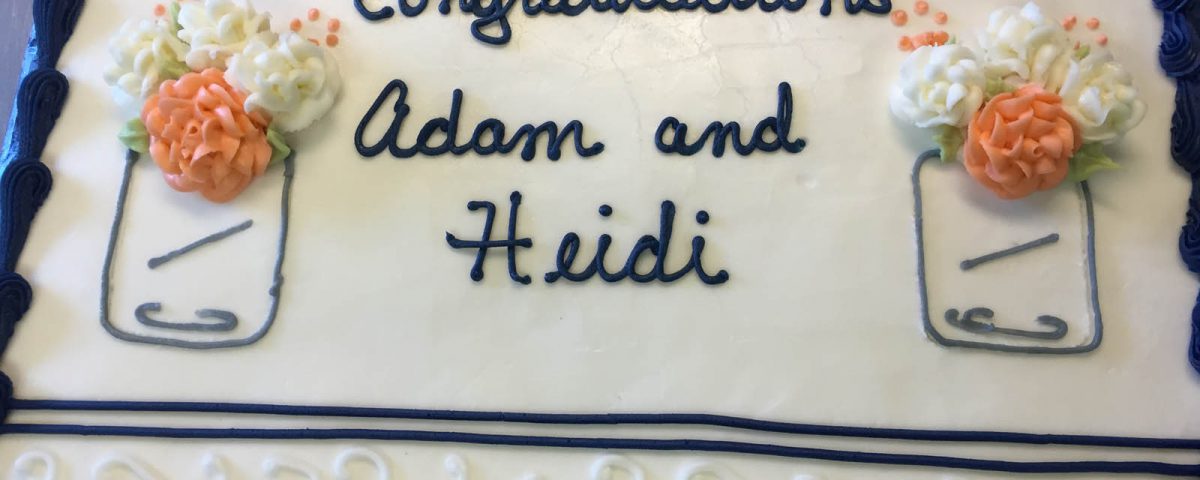 Congratulations
Adam and
Heidi